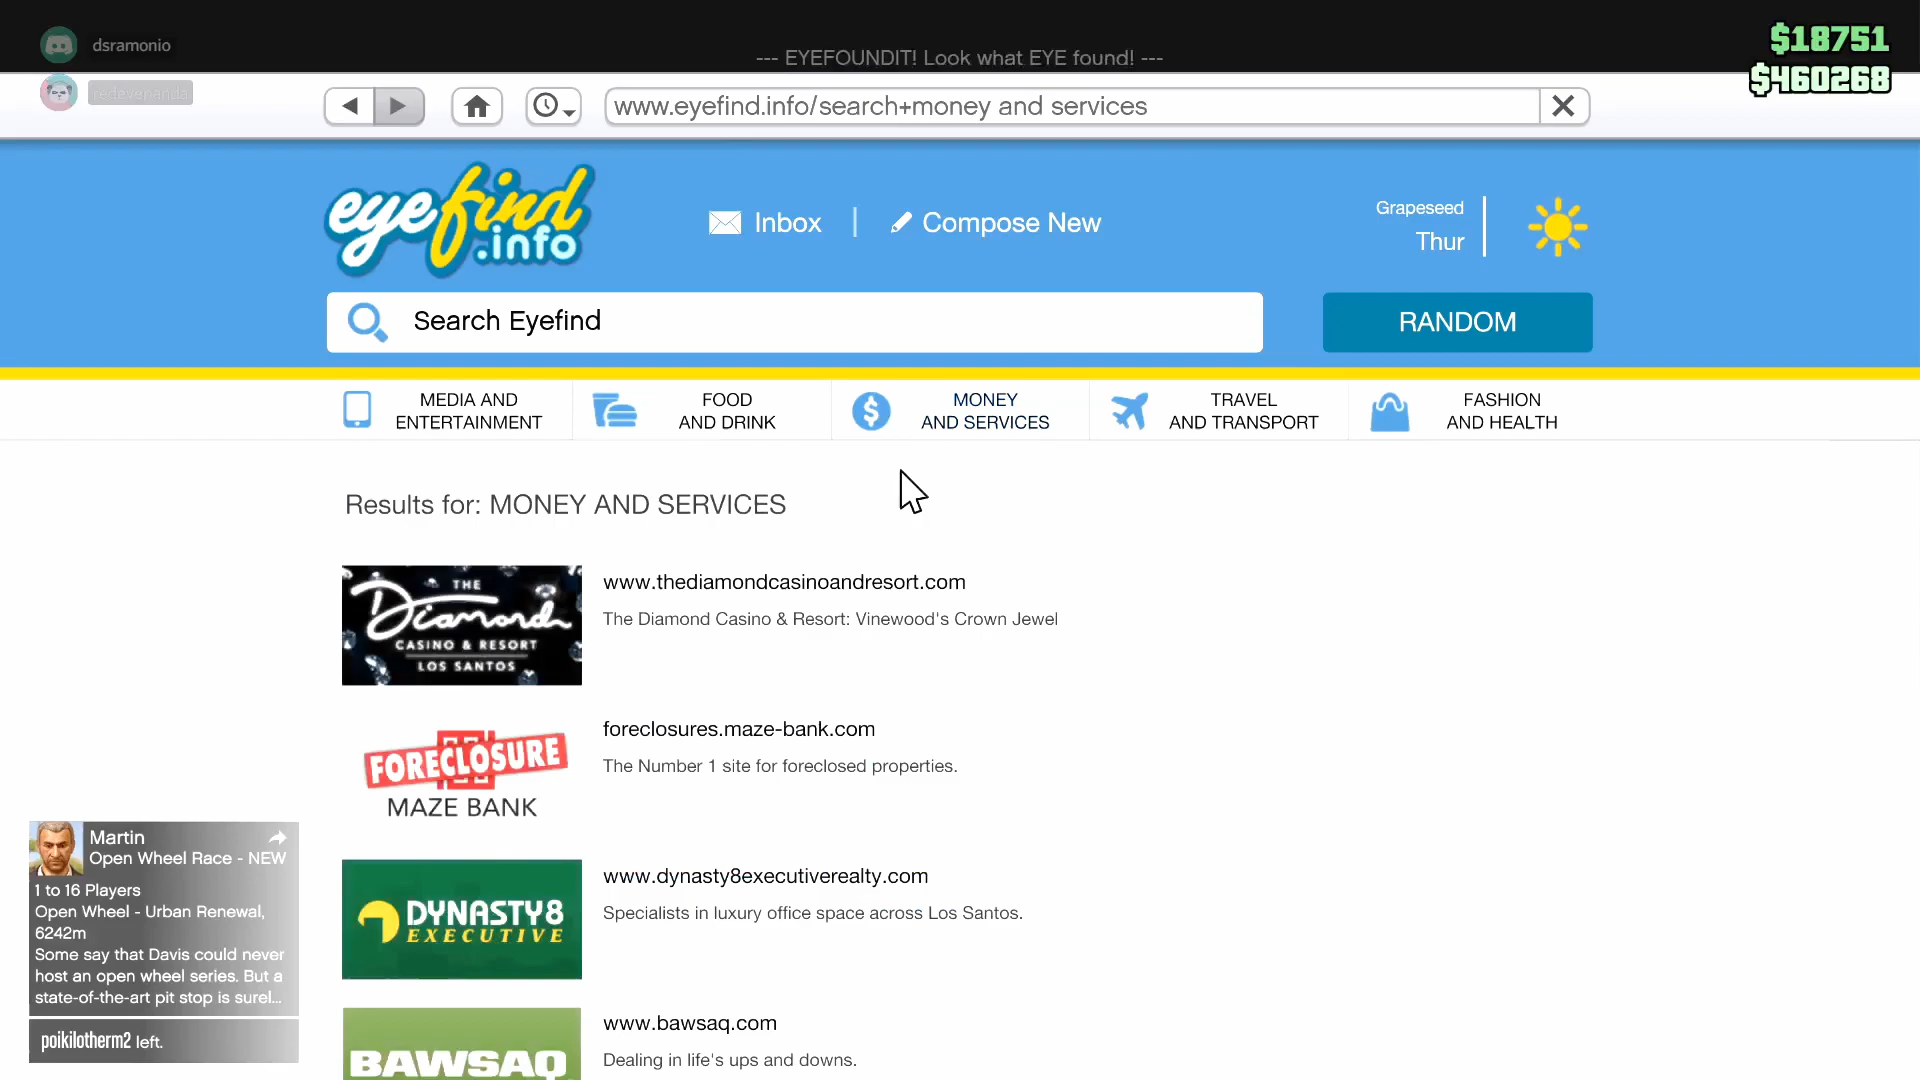 dsramonio
--- EYEFOUNDIT! Look what EYE found! ---
$18751
$460268
www.eyefind.info/search+money and services
eyefind
.info
Inbox
Compose New
Grapeseed
Thur
Search Eyefind
RANDOM
MEDIA AND
ENTERTAINMENT
FOOD
AND DRINK
MONEY
AND SERVICES
TRAVEL
AND TRANSPORT
FASHION
AND HEALTH
Results for: MONEY AND SERVICES
THE
Diamond
CASINO & RESORT
LOS SANTOS
www.thediamondcasinoandresort.com
The Diamond Casino & Resort: Vinewood's Crown Jewel
FORECLOSURE
MAZE BANK
foreclosures.maze-bank.com
The Number 1 site for foreclosed properties.
DYNASTY8
EXECUTIVE
www.dynasty8executiverealty.com
Specialists in luxury office space across Los Santos.
BAWSAQ
www.bawsaq.com
Dealing in life's ups and downs.
Martin
Open Wheel Race - NEW
1 to 16 Players
Open Wheel - Urban Renewal,
6242m
Some say that Davis could never
host an open wheel series. But a
state-of-the-art pit stop is surel...
poikilotherm2 left.